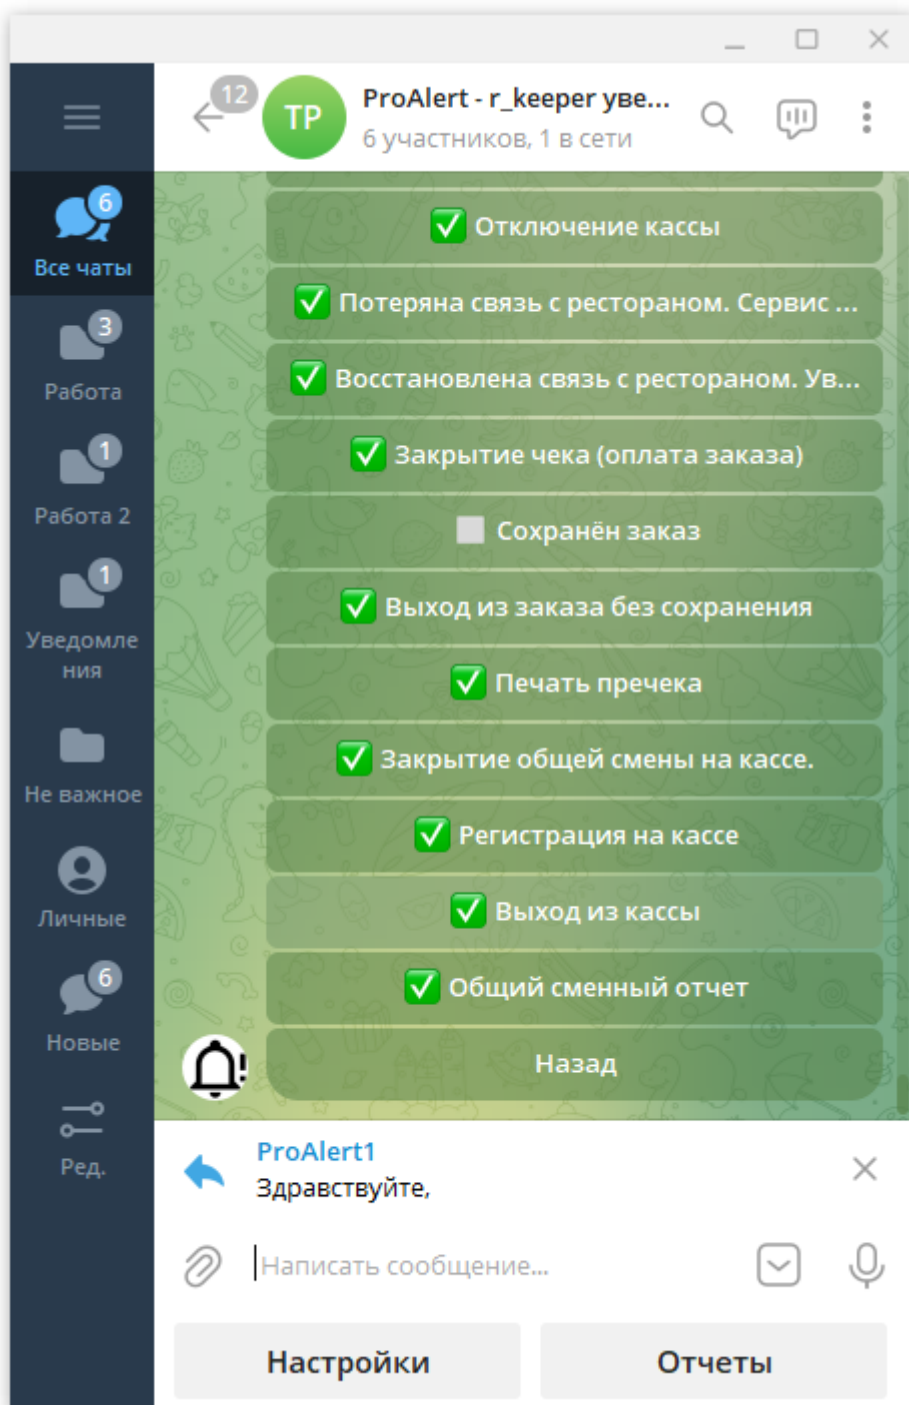 12
ТР
ProAlert - r_keeper уве...
6 участников, 1 в сети
6
Все чаты
3
Работа
1
Работа 2
1
Уведомле
ния
Не важное
Личные
6
Новые
Ред.
Отключение кассы
Потеряна связь с рестораном. Сервис ...
Восстановлена связь с рестораном. Ув...
Закрытие чека (оплата заказа)
Сохранён заказ
Выход из заказа без сохранения
Печать пречека
Закрытие общей смены на кассе.
Регистрация на кассе
Выход из кассы
Общий сменный отчет
Назад
ProAlert1
Здравствуйте,
Написать сообщение...
Настройки
Отчеты